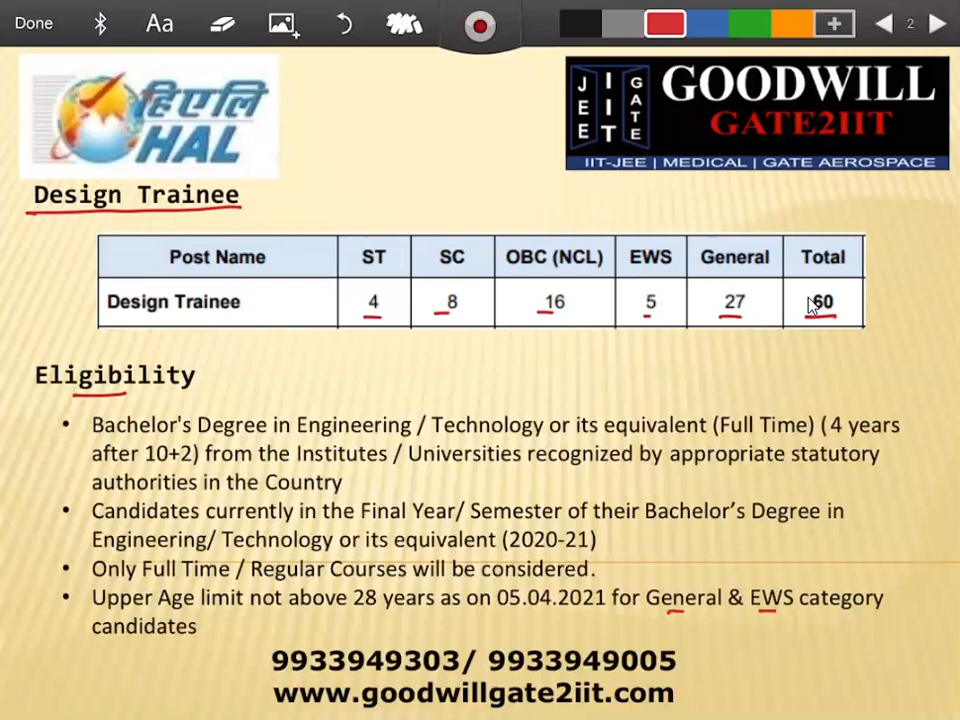 Done
Aa
2
हिएलि
HAL
JEE
IIT
GATE
GOODWILL
GATE2IIT
IIT-JEE | MEDICAL | GATE AEROSPACE
Design Trainee
Post Name ST SC OBC (NCL) EWS General Total
Design Trainee 4 8 16 5 27 60
Eligibility
• Bachelor's Degree in Engineering / Technology or its equivalent (Full Time) ( 4 years
after 10+2) from the Institutes / Universities recognized by appropriate statutory
authorities in the Country
• Candidates currently in the Final Year/ Semester of their Bachelor’s Degree in
Engineering/ Technology or its equivalent (2020-21)
• Only Full Time / Regular Courses will be considered.
• Upper Age limit not above 28 years as on 05.04.2021 for General & EWS category
candidates
9933949303/ 9933949005
www.goodwillgate2iit.com